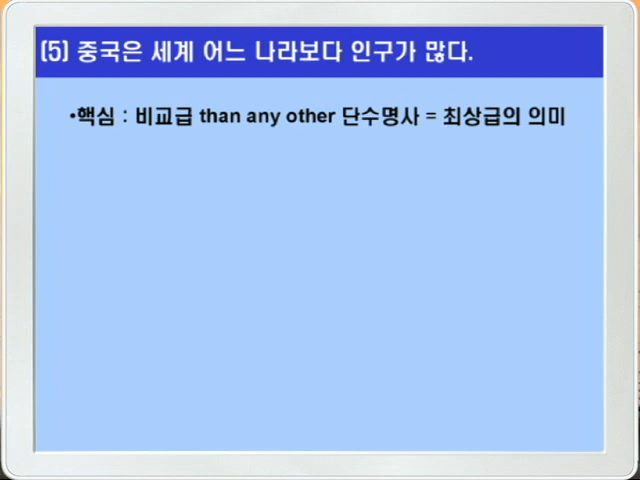 (5) 중국은 세계 어느 나라보다 인구가 많다.
•핵심 : 비교급 than any other 단수명사 = 최상급의 의미